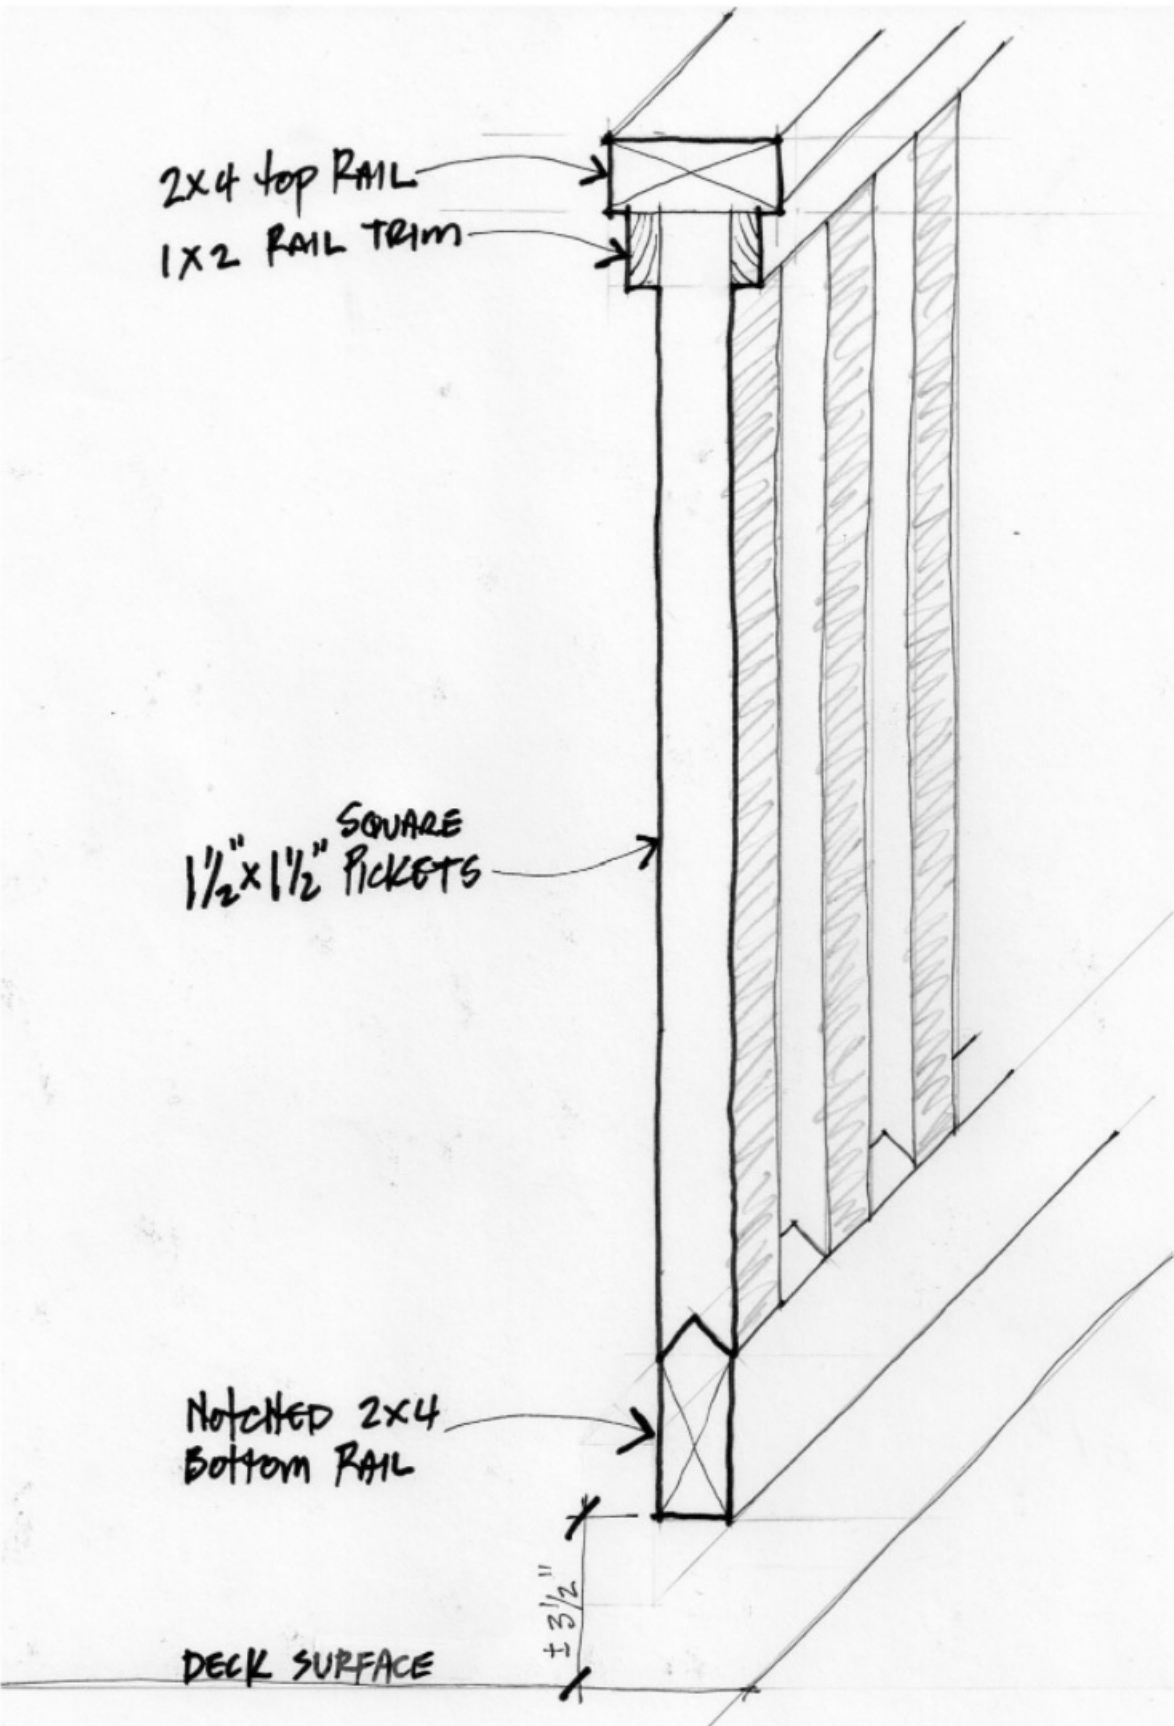 2x4 top RAIL
1x2 RAIL TRIM
SQUARE
1½"x1½" PICKETS
NotCHED 2x4
Bottom RAIL
± 3½"
DECK SURFACE